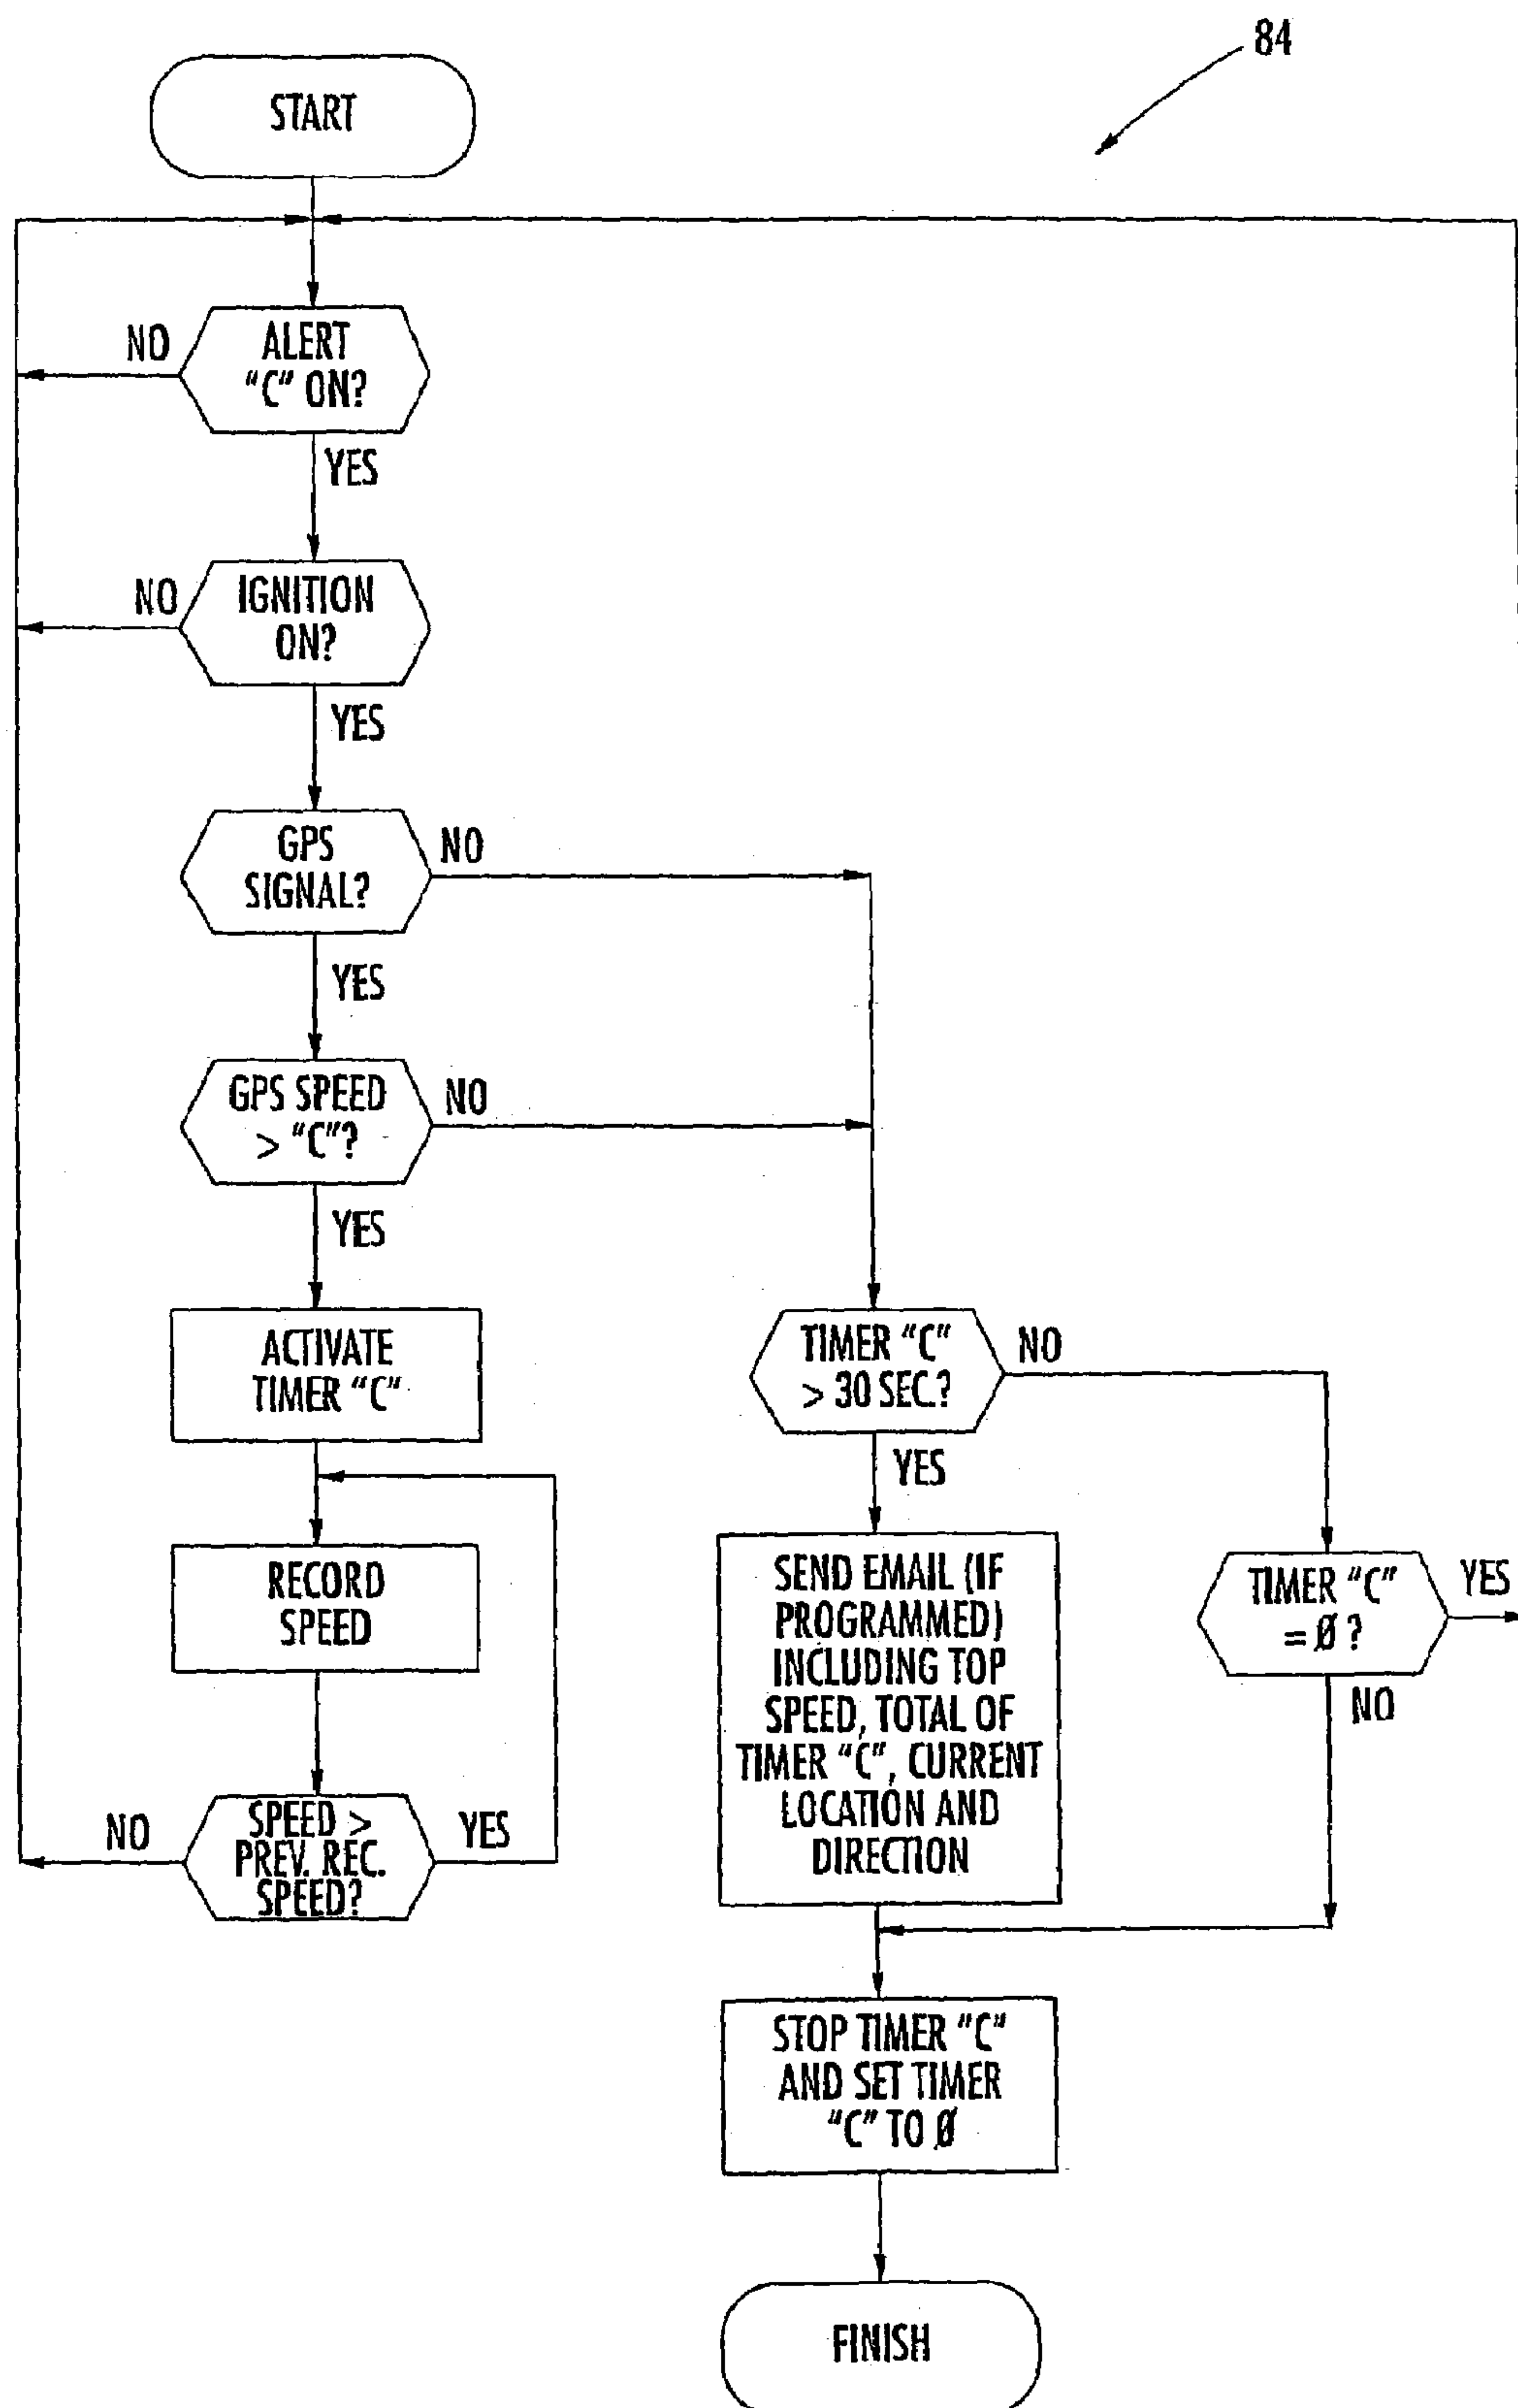 84
START
NO
ALERT
"C" ON?
YES
NO
IGNITION
ON?
YES
GPS
SIGNAL?
NO
YES
GPS SPEED
> "C"?
NO
YES
ACTIVATE
TIMER "C"
RECORD
SPEED
NO
SPEED >
PREV. REC.
SPEED?
YES
TIMER "C"
> 30 SEC.?
NO
YES
SEND EMAIL (IF
PROGRAMMED)
INCLUDING TOP
SPEED, TOTAL OF
TIMER "C", CURRENT
LOCATION AND
DIRECTION
TIMER "C"
= Ø ?
YES
NO
STOP TIMER "C"
AND SET TIMER
"C" TO Ø
FINISH